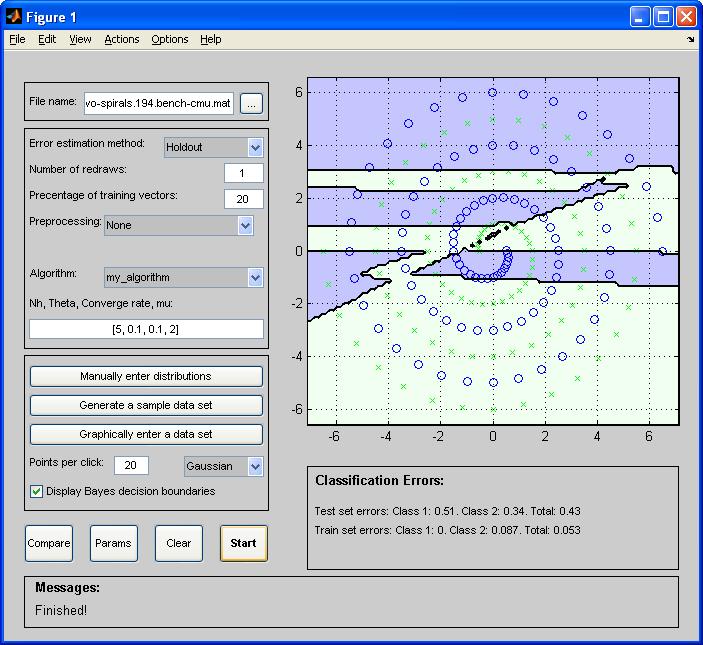 Figure 1
File Edit View Actions Options Help
File name: vo-spirals.194.bench-cmu.mat ...
Error estimation method: Holdout
Number of redraws: 1
Precentage of training vectors: 20
Preprocessing: None
Algorithm: my_algorithm
Nh, Theta, Converge rate, mu:
[5, 0.1, 0.1, 2]
Manually enter distributions
Generate a sample data set
Graphically enter a data set
Points per click: 20 Gaussian
Display Bayes decision boundaries
Compare Params Clear Start
6
4
2
0
-2
-4
-6
-6 -4 -2 0 2 4 6
Classification Errors:
Test set errors: Class 1: 0.51. Class 2: 0.34. Total: 0.43
Train set errors: Class 1: 0. Class 2: 0.087. Total: 0.053
Messages:
Finished!